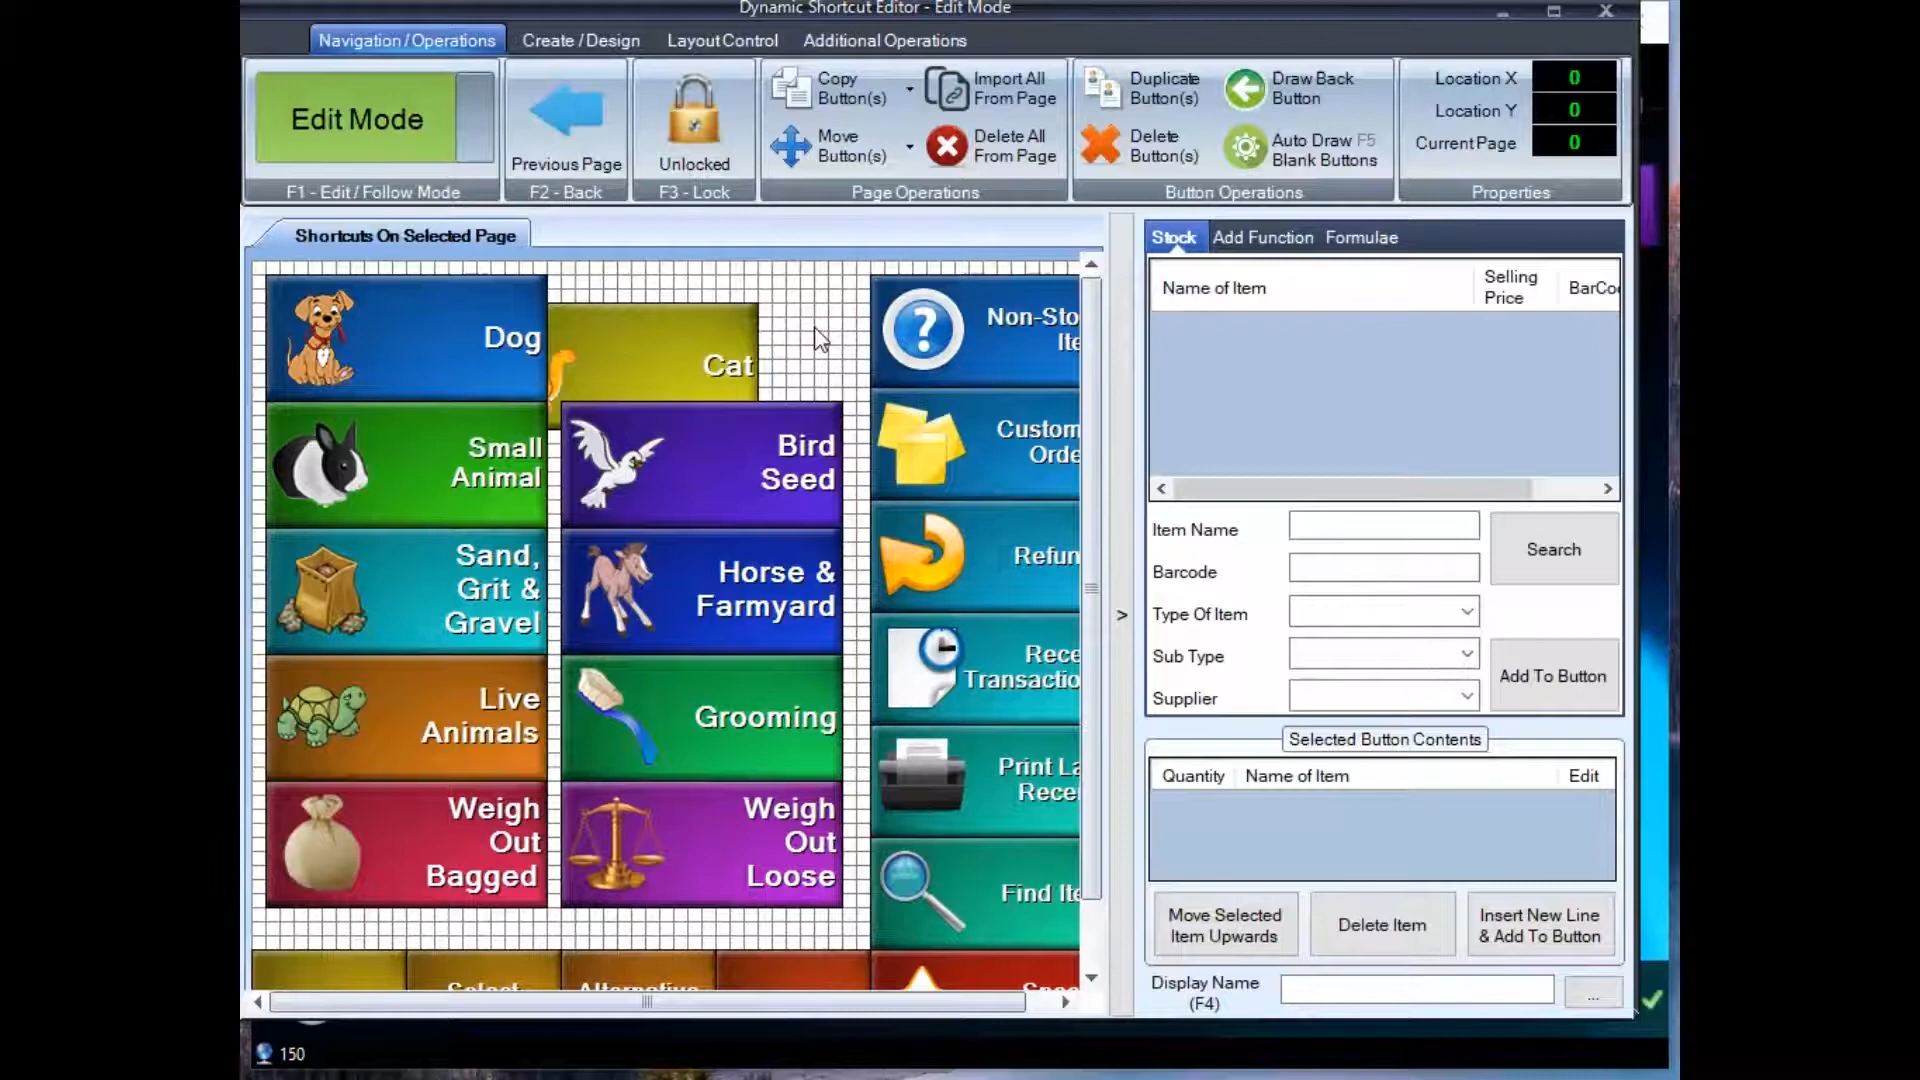 Dynamic Shortcut Editor - Edit Mode
Navigation / Operations
Create / Design
Layout Control
Additional Operations
Edit Mode
F1 - Edit / Follow Mode
Previous Page
F2 - Back
Unlocked
F3 - Lock
Copy
Button(s)
Import All
From Page
Move
Button(s)
Delete All
From Page
Page Operations
Duplicate
Button(s)
Draw Back
Button
Delete
Button(s)
Auto Draw F5
Blank Buttons
Button Operations
Location X
0
Location Y
0
Current Page
0
Properties
Shortcuts On Selected Page
Dog
Cat
Small
Animal
Bird
Seed
Sand,
Grit &
Gravel
Horse &
Farmyard
Live
Animals
Grooming
Weigh
Out
Bagged
Weigh
Out
Loose
Non-Sto
Ite
Custom
Orde
Refun
Rece
Transactio
Print La
Recei
Find Ite
Select
Alternative
Stock
Add Function
Formulae
Name of Item
Selling
Price
BarCo
Item Name
Barcode
Type Of Item
Sub Type
Supplier
Search
Add To Button
>
Selected Button Contents
Quantity
Name of Item
Edit
Move Selected
Item Upwards
Delete Item
Insert New Line
& Add To Button
Display Name
(F4)
...
150